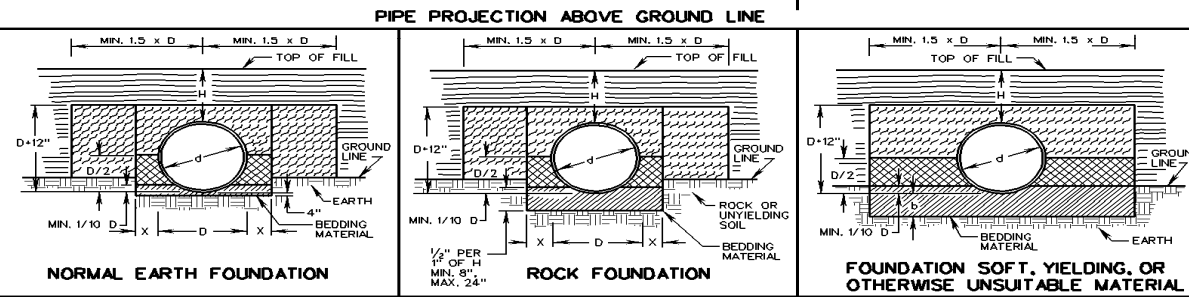 PIPE PROJECTION ABOVE GROUND LINE
MIN. 1.5 x D
MIN. 1.5 x D
TOP OF FILL
H
D+12"
d
D/2
GROUND
LINE
EARTH
4"
MIN. 1/10 D
BEDDING
MATERIAL
X
D
X
NORMAL EARTH FOUNDATION
MIN. 1.5 x D
MIN. 1.5 x D
TOP OF FILL
H
D+12"
d
D/2
GROUND
LINE
MIN. 1/10 D
ROCK OR
UNYIELDING
SOIL
X
D
X
BEDDING
MATERIAL
1/2" PER
1' OF H
MIN. 8",
MAX. 24"
ROCK FOUNDATION
MIN. 1.5 x D
MIN. 1.5 x D
TOP OF FILL
H
D+12"
d
D/2
GROUN
LINE
b
MIN. 1/10 D
BEDDING
MATERIAL
EARTH
FOUNDATION SOFT, YIELDING, OR
OTHERWISE UNSUITABLE MATERIAL